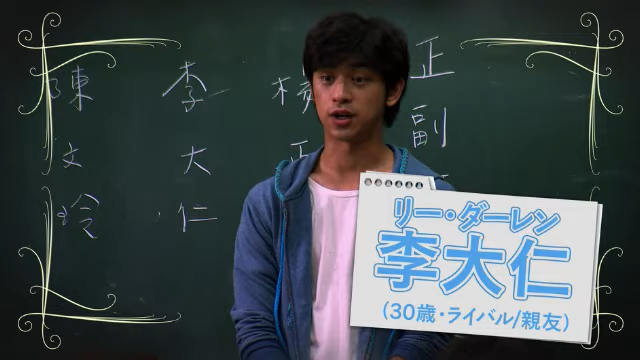 正副
李大仁
陳文玲
リー・ダーレン
李大仁
(30歳・ライバル/親友)